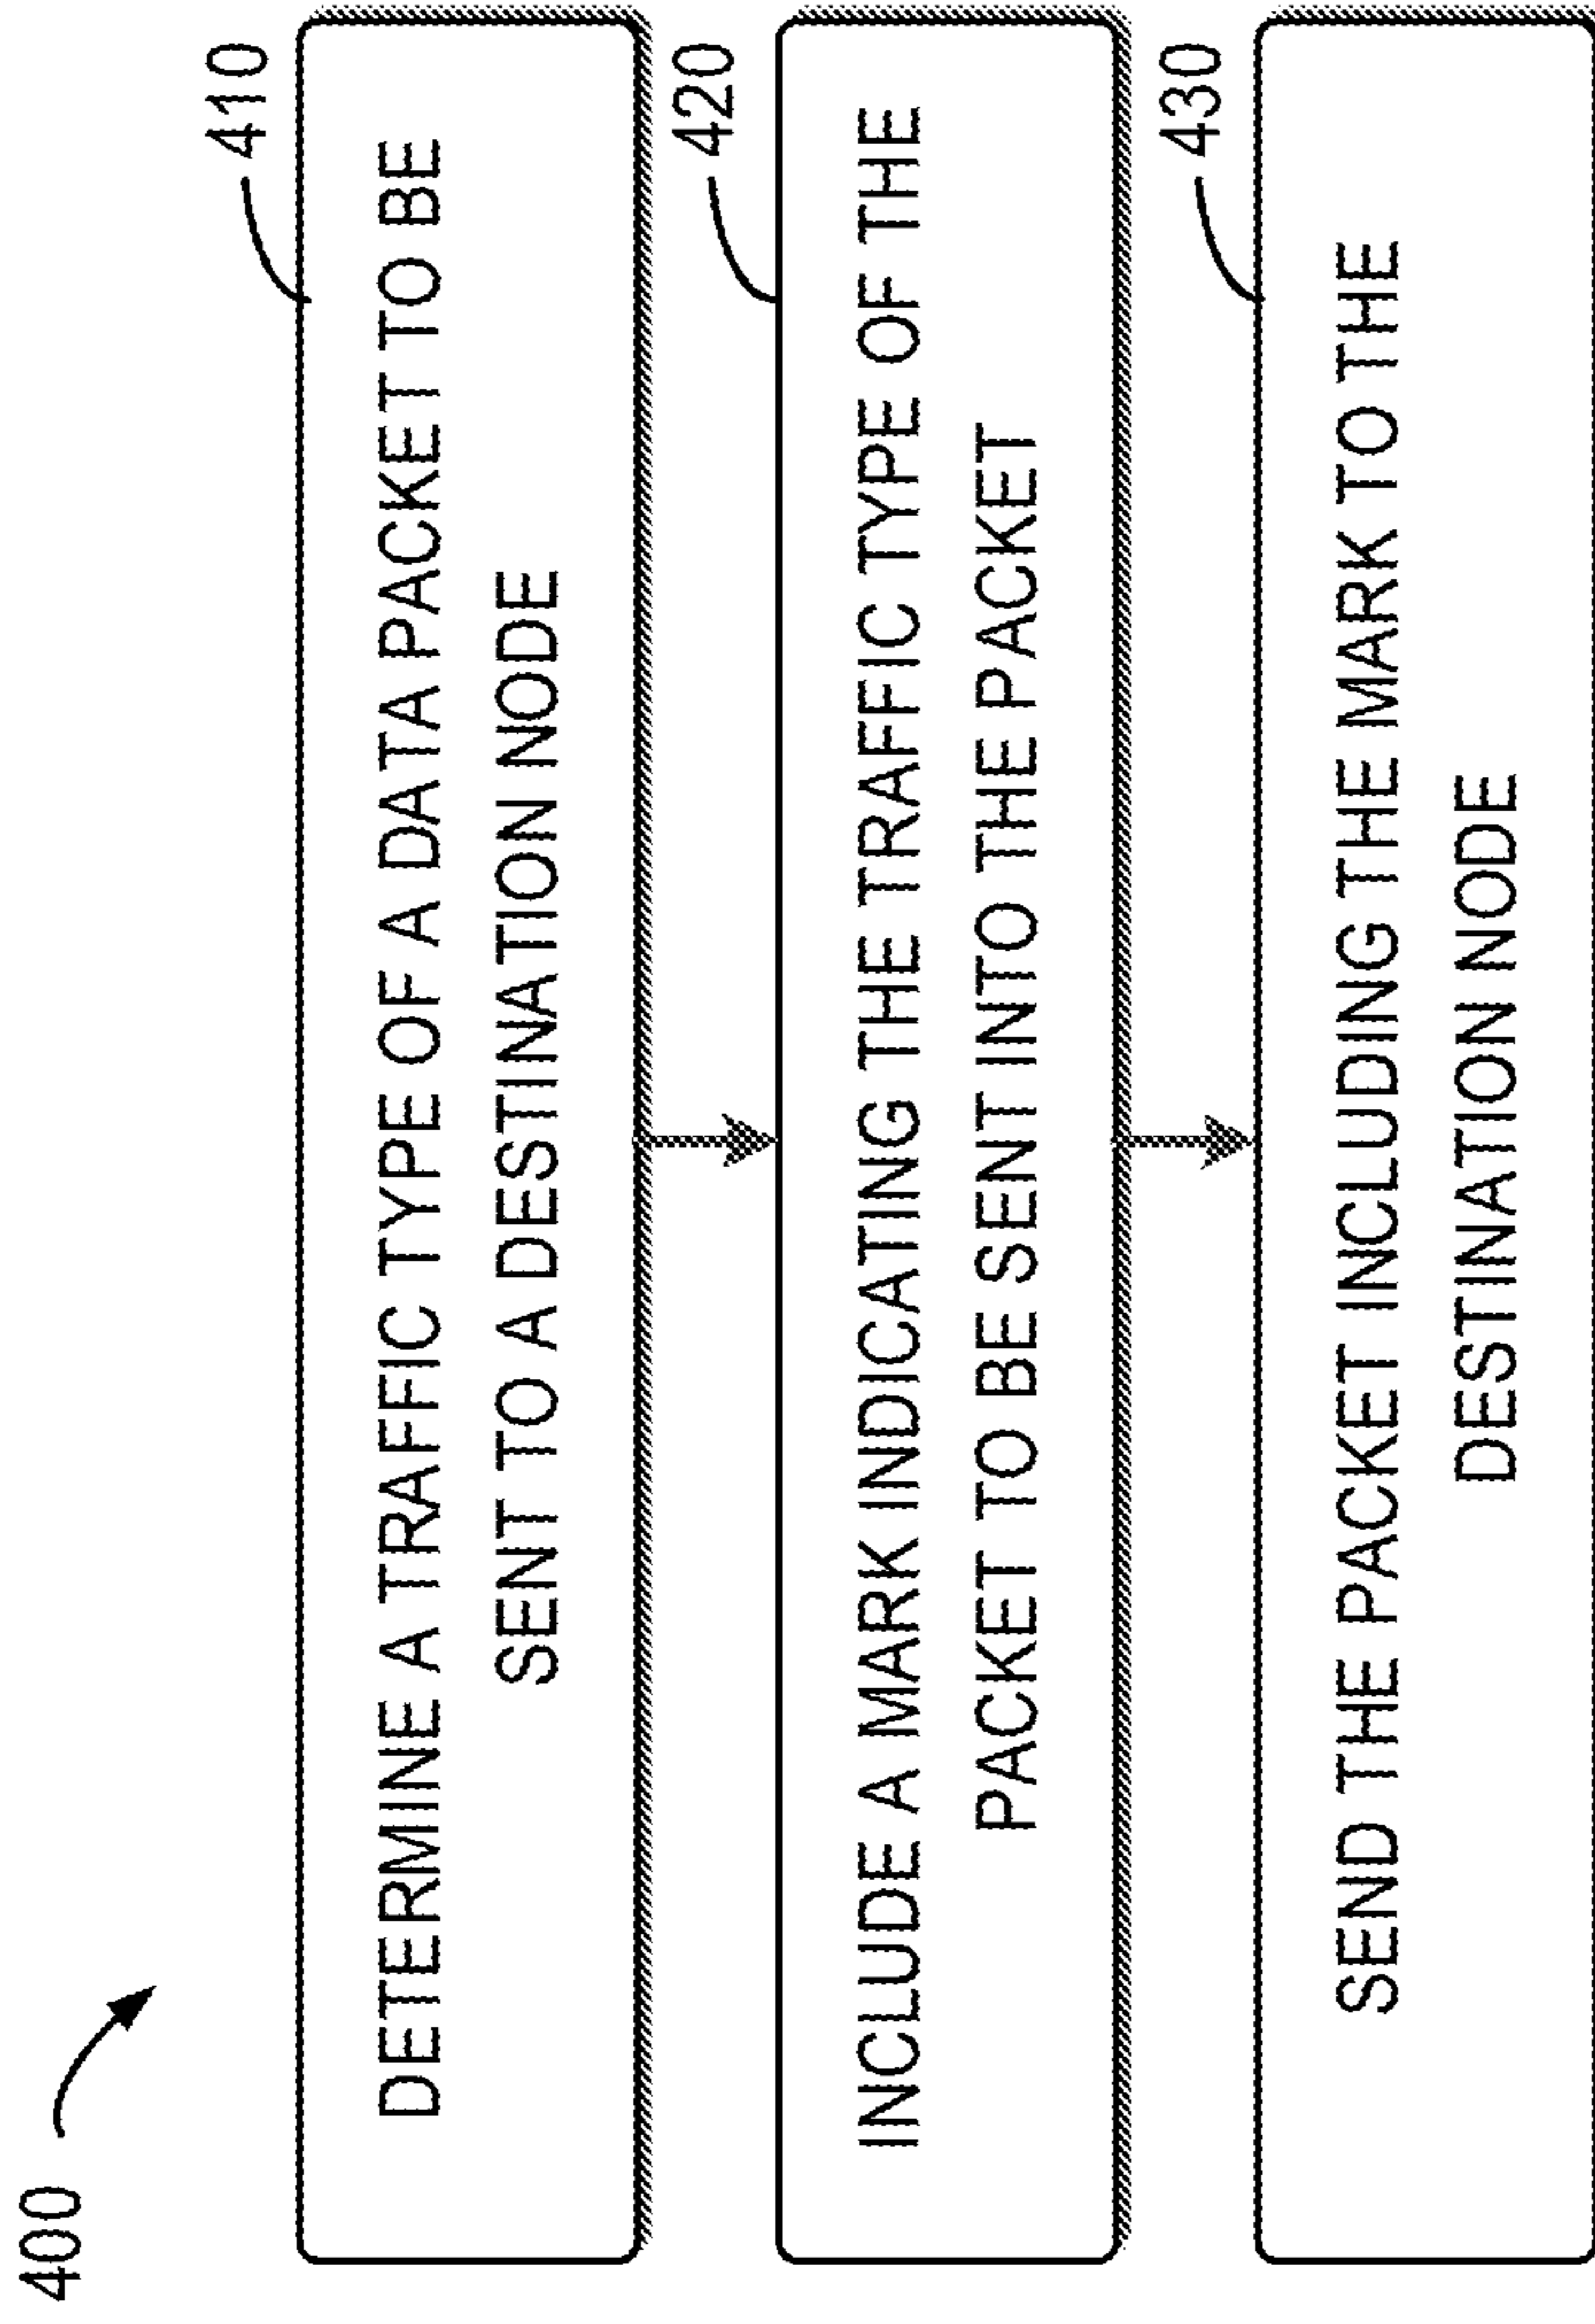 400
410
DETERMINE A TRAFFIC TYPE OF A DATA PACKET TO BE
SENT TO A DESTINATION NODE
420
INCLUDE A MARK INDICATING THE TRAFFIC TYPE OF THE
PACKET TO BE SENT INTO THE PACKET
430
SEND THE PACKET INCLUDING THE MARK TO THE
DESTINATION NODE